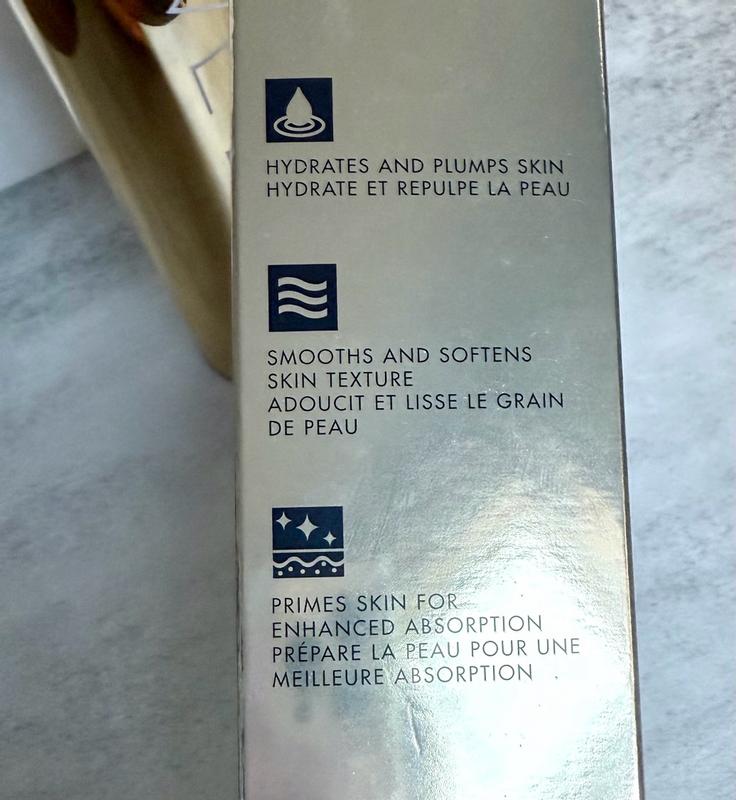 HYDRATES AND PLUMPS SKIN
HYDRATE ET REPULPE LA PEAU
SMOOTHS AND SOFTENS
SKIN TEXTURE
ADOUCIT ET LISSE LE GRAIN
DE PEAU
PRIMES SKIN FOR
ENHANCED ABSORPTION
PRÉPARE LA PEAU POUR UNE
MEILLEURE ABSORPTION